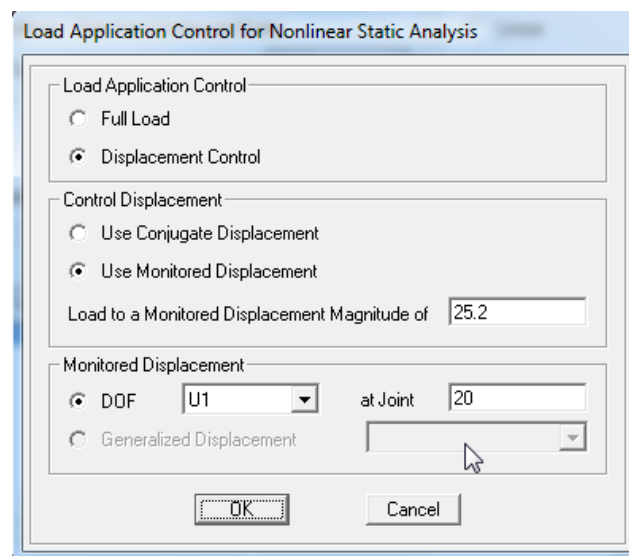 Load Application Control for Nonlinear Static Analysis
Load Application Control
Full Load
Displacement Control
Control Displacement
Use Conjugate Displacement
Use Monitored Displacement
Load to a Monitored Displacement Magnitude of 25.2
Monitored Displacement
DOF U1 at Joint 20
Generalized Displacement
OK Cancel